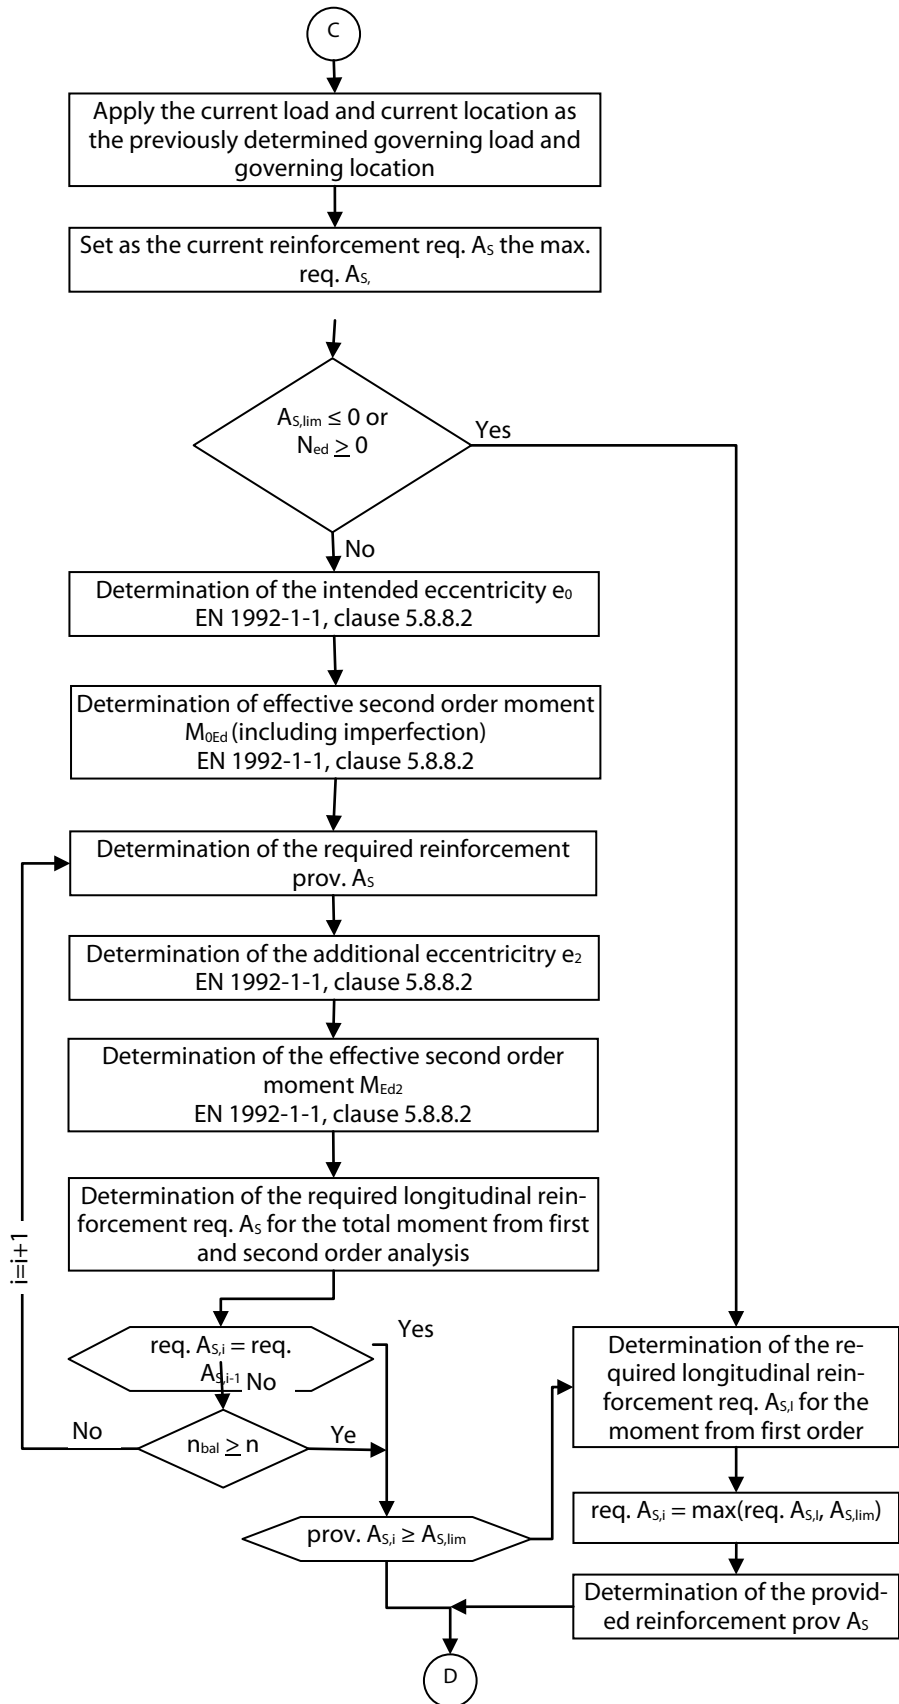 C
Apply the current load and current location as
the previously determined governing load and
governing location
Set as the current reinforcement req. AS the max.
req. AS,
AS,lim ≤ 0 or
Ned ≥ 0
Yes
No
Determination of the intended eccentricity e0
EN 1992-1-1, clause 5.8.8.2
Determination of effective second order moment
M0Ed (including imperfection)
EN 1992-1-1, clause 5.8.8.2
Determination of the required reinforcement
prov. AS
Determination of the additional eccentricitry e2
EN 1992-1-1, clause 5.8.8.2
Determination of the effective second order
moment MEd2
EN 1992-1-1, clause 5.8.8.2
Determination of the required longitudinal rein-
forcement req. AS for the total moment from first
and second order analysis
i=i+1
req. AS,i = req.
AS,i-1
Yes
No
No
nbal ≥ n
Ye
prov. AS,i ≥ AS,lim
Determination of the re-
quired longitudinal rein-
forcement req. AS,I for the
moment from first order
req. AS,i = max(req. AS,I, AS,lim)
Determination of the provid-
ed reinforcement prov AS
D